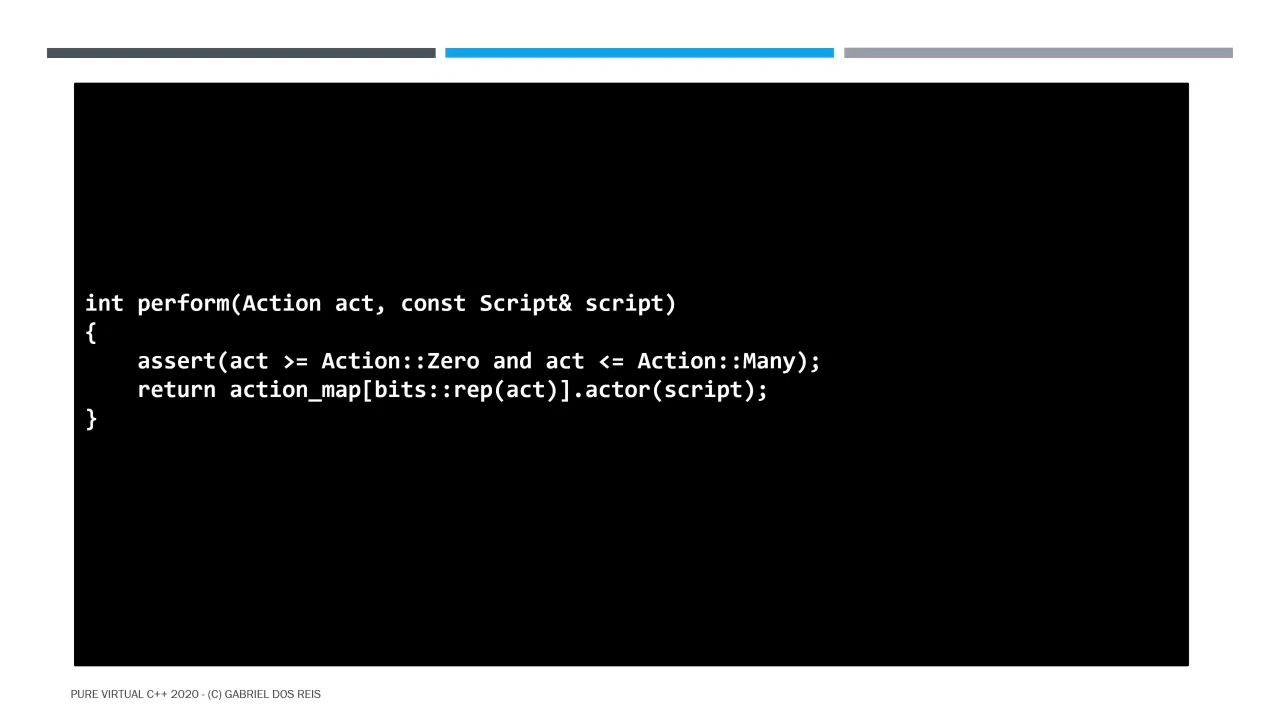 int perform(Action act, const Script& script)
{
    assert(act >= Action::Zero and act <= Action::Many);
    return action_map[bits::rep(act)].actor(script);
}
PURE VIRTUAL C++ 2020 - (C) GABRIEL DOS REIS